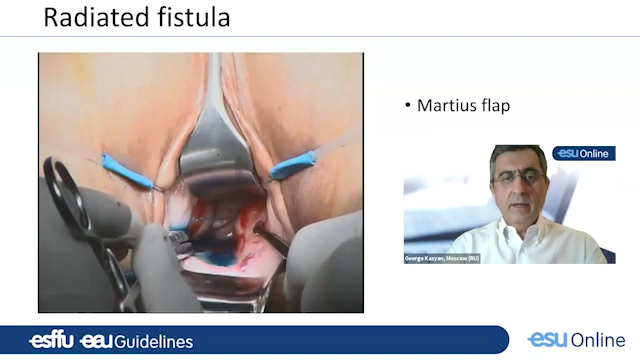 Radiated fistula
• Martius flap
esu Online
George Kasyan, Moscow (RU)
esffu eau Guidelines
esu Online